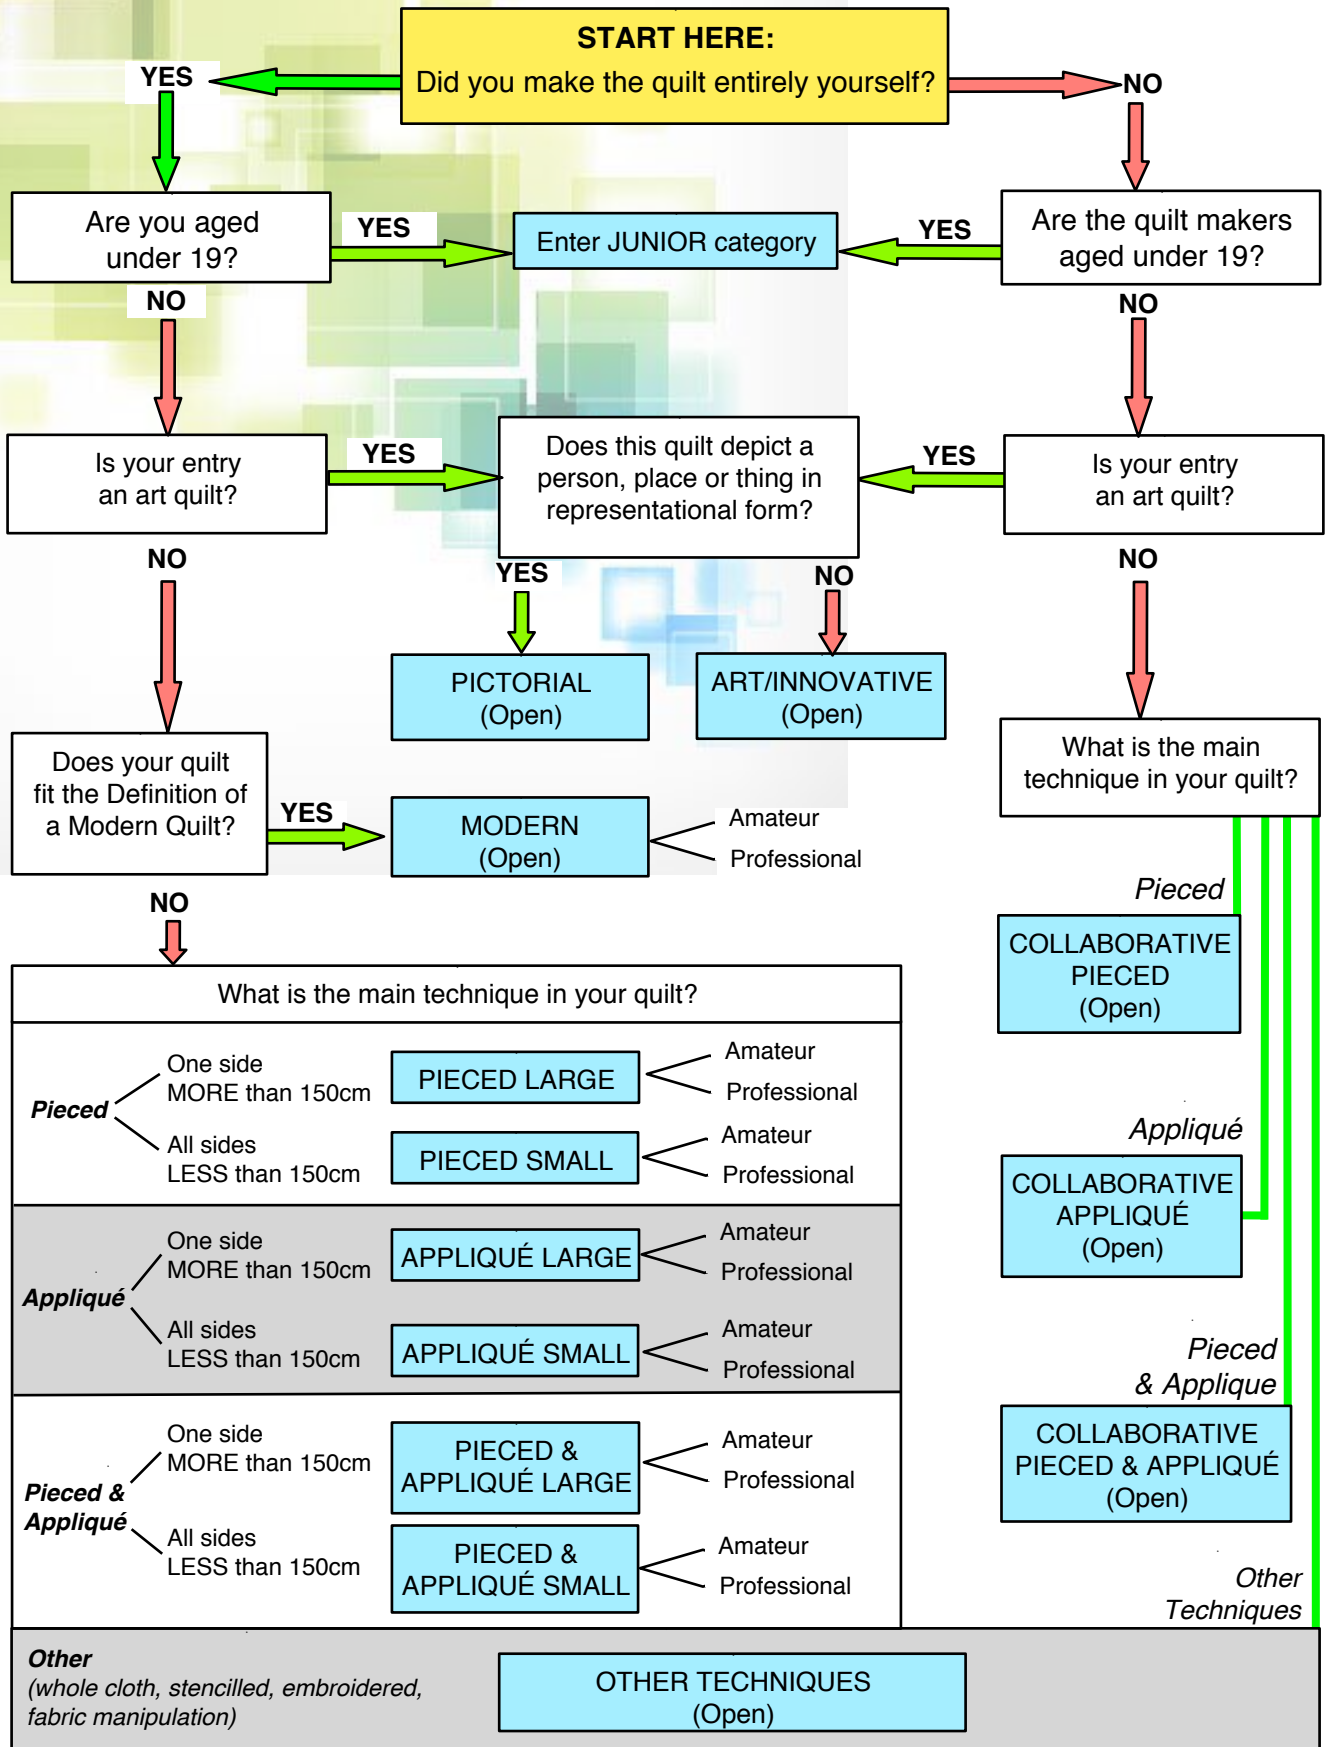 START HERE:
Did you make the quilt entirely yourself?
YES
NO
Are you aged
under 19?
YES
Enter JUNIOR category
YES
Are the quilt makers
aged under 19?
NO
NO
Is your entry
an art quilt?
YES
Does this quilt depict a
person, place or thing in
representational form?
YES
Is your entry
an art quilt?
NO
YES
NO
NO
PICTORIAL
(Open)
ART/INNOVATIVE
(Open)
Does your quilt
fit the Definition of
a Modern Quilt?
YES
MODERN
(Open)
Amateur
Professional
What is the main
technique in your quilt?
NO
What is the main technique in your quilt?
Pieced
One side
MORE than 150cm
PIECED LARGE
Amateur
Professional
All sides
LESS than 150cm
PIECED SMALL
Amateur
Professional
Appliqué
One side
MORE than 150cm
APPLIQUÉ LARGE
Amateur
Professional
All sides
LESS than 150cm
APPLIQUÉ SMALL
Amateur
Professional
Pieced &
Appliqué
One side
MORE than 150cm
PIECED &
APPLIQUÉ LARGE
Amateur
Professional
All sides
LESS than 150cm
PIECED &
APPLIQUÉ SMALL
Amateur
Professional
Pieced
COLLABORATIVE
PIECED
(Open)
Appliqué
COLLABORATIVE
APPLIQUÉ
(Open)
Pieced
& Applique
COLLABORATIVE
PIECED & APPLIQUÉ
(Open)
Other
Techniques
Other
(whole cloth, stencilled, embroidered,
fabric manipulation)
OTHER TECHNIQUES
(Open)